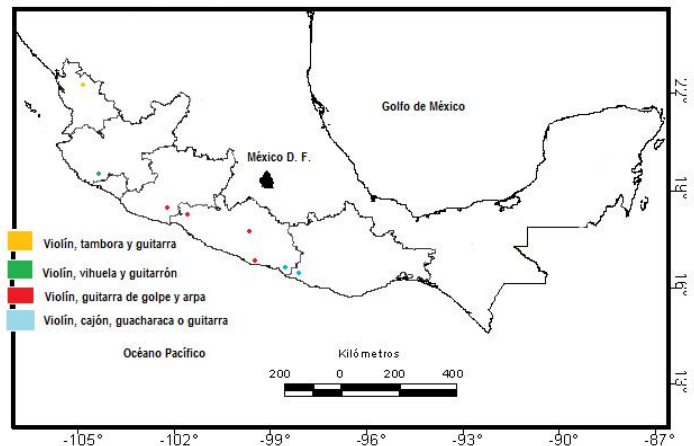 Golfo de México
México D. F.
Violín, tambora y guitarra
Violín, vihuela y guitarrón
Violín, guitarra de golpe y arpa
Violín, cajón, guacharaca o guitarra
Océano Pacífico
Kilómetros
200 0 200 400
22°
18°
16°
13°
-105 -102 -99 -96 -93 -90 -87